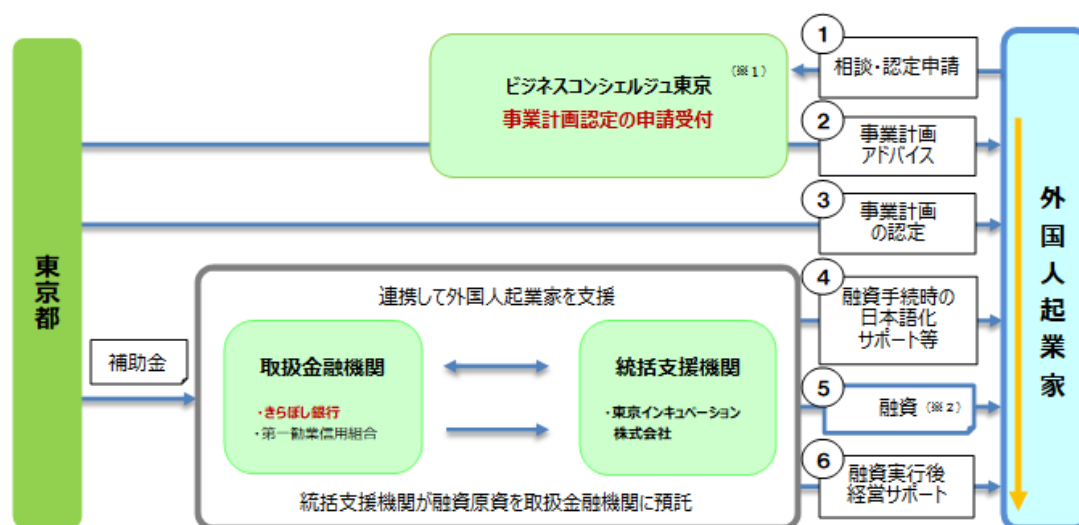 東京都
補助金
ビジネスコンシェルジュ東京 (※1)
事業計画認定の申請受付
連携して外国人起業家を支援
取扱金融機関
・きらぼし銀行
・第一勧業信用組合
統括支援機関
・東京インキュベーション
株式会社
統括支援機関が融資原資を取扱金融機関に預託
1
相談・認定申請
2
事業計画
アドバイス
3
事業計画
の認定
4
融資手続時の
日本語化
サポート等
5
融資 (※2)
6
融資実行後
経営サポート
外国人起業家